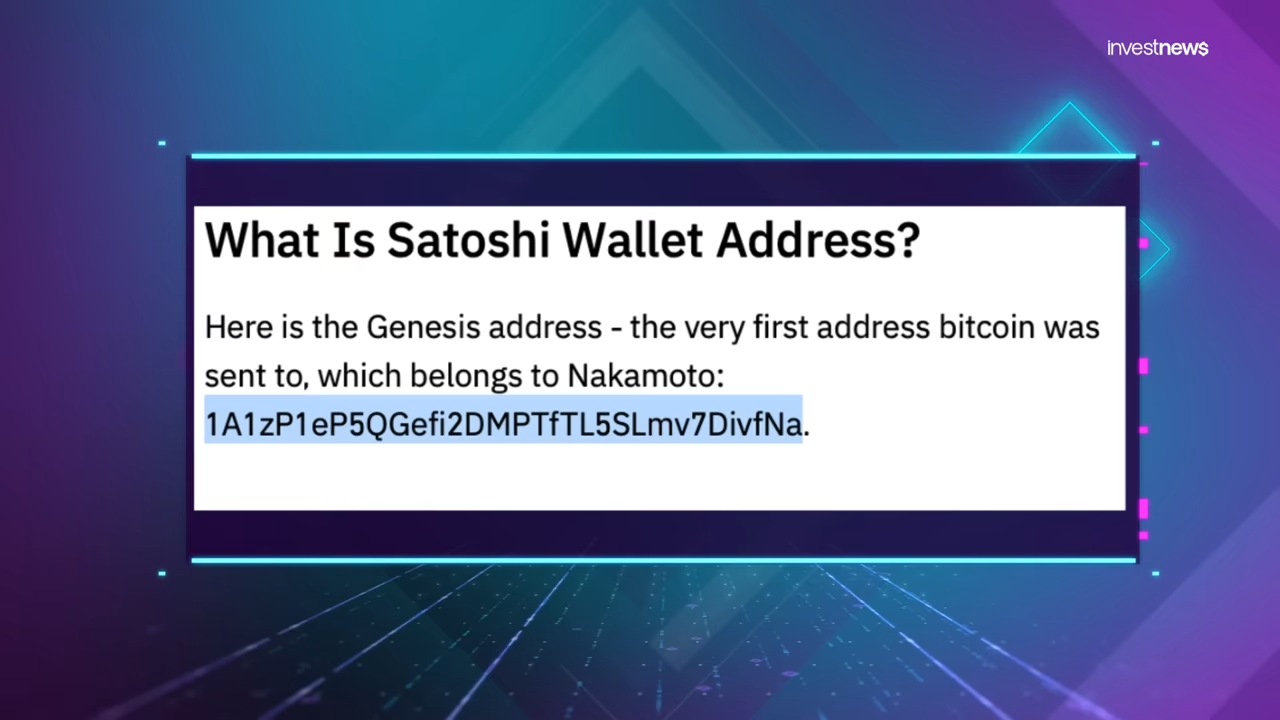 investnew$
What Is Satoshi Wallet Address?
Here is the Genesis address - the very first address bitcoin was
sent to, which belongs to Nakamoto:
1A1zP1eP5QGefi2DMPTfTL5SLmv7DivfNa.